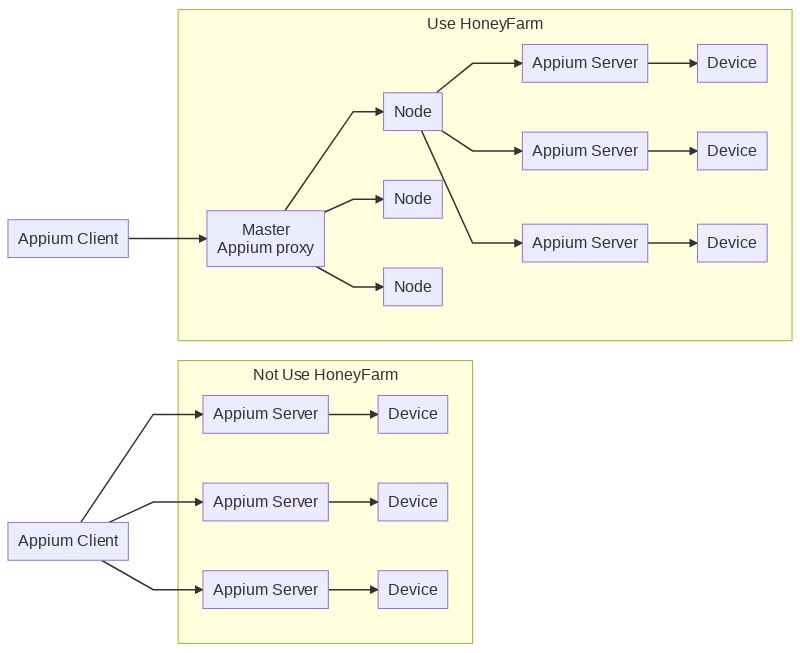 Use HoneyFarm
Appium Server
Device
Node
Appium Server
Device
Node
Appium Client
Master
Appium proxy
Appium Server
Device
Node
Not Use HoneyFarm
Appium Server
Device
Appium Server
Device
Appium Client
Appium Server
Device